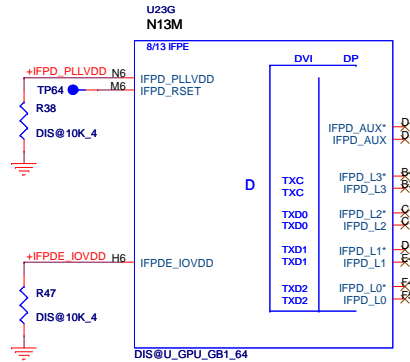 U23G
N13M
8/13 IFPE
DVI DP
+IFPD_PLLVDD N6 IFPD_PLLVDD
TP64 M6 IFPD_RSET
R38
DIS@10K_4
IFPD_AUX*
IFPD_AUX
IFPD_L3*
D TXC IFPD_L3
TXC
TXD0 IFPD_L2*
TXD0 IFPD_L2
TXD1 IFPD_L1*
TXD1 IFPD_L1
+IFPDE_IOVDD H6 IFPDE_IOVDD
TXD2 IFPD_L0*
TXD2 IFPD_L0
R47
DIS@10K_4
DIS@U_GPU_GB1_64